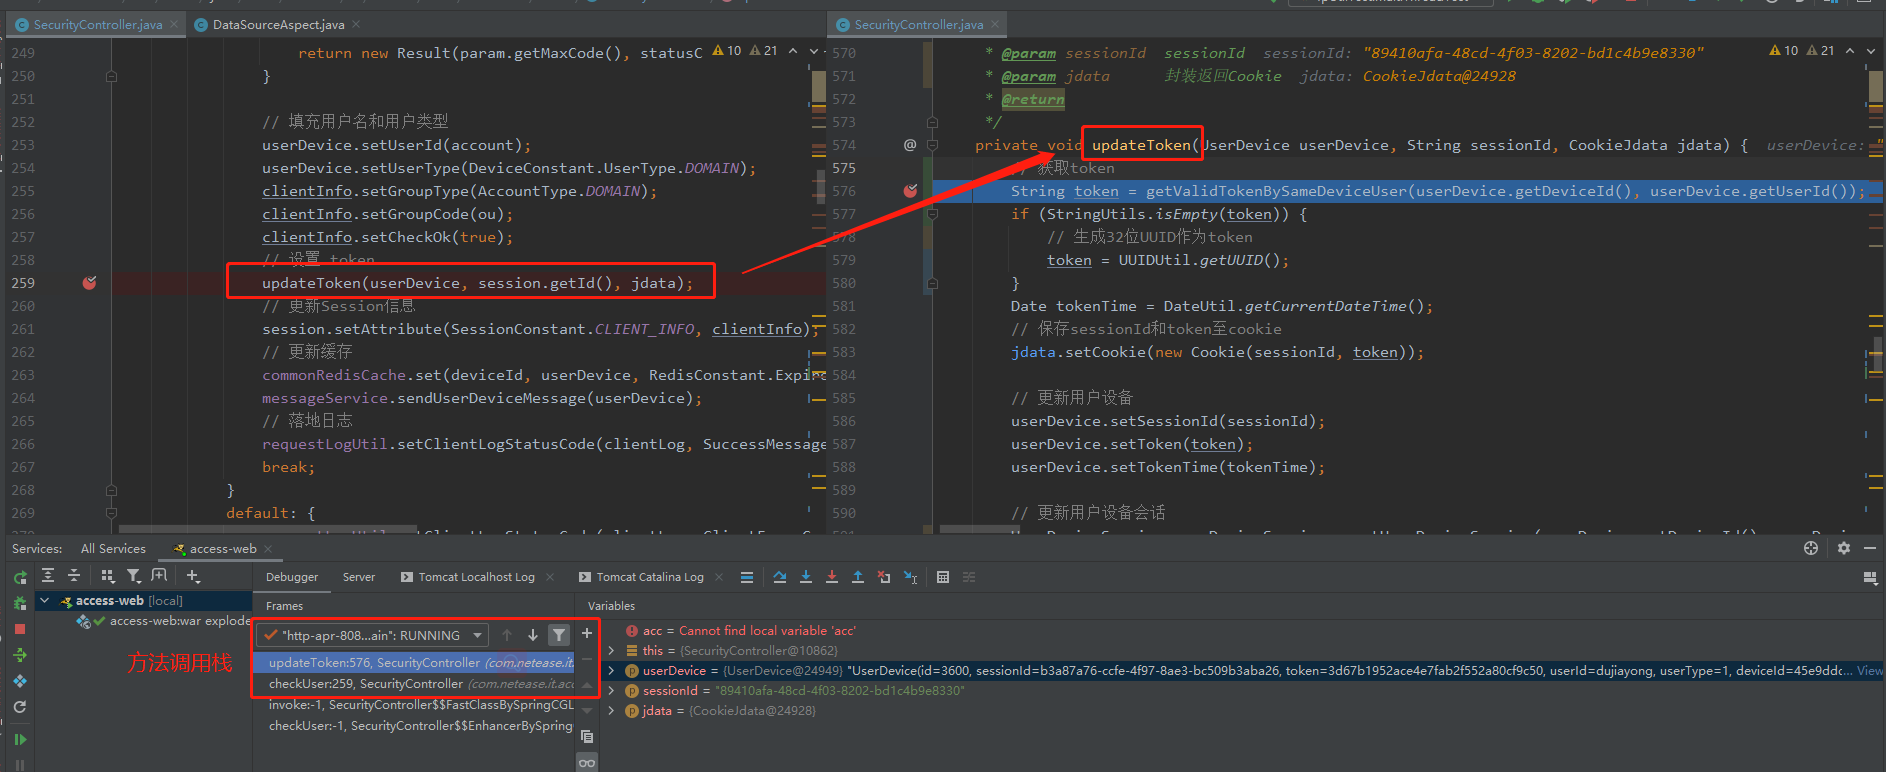 SecurityController.java
DataSourceAspect.java
249 return new Result(param.getMaxCode(), statusC
10 21
250 }
251
252 // 填充用户名和用户类型
253 userDevice.setUserId(account);
254 userDevice.setUserType(DeviceConstant.UserType.DOMAIN);
255 clientInfo.setGroupType(AccountType.DOMAIN);
256 clientInfo.setGroupCode(ou);
257 clientInfo.setCheckOk(true);
258 // 设置 token
259 updateToken(userDevice, session.getId(), jdata);
260 // 更新Session信息
261 session.setAttribute(SessionConstant.CLIENT_INFO, clientInfo);
262 // 更新缓存
263 commonRedisCache.set(deviceId, userDevice, RedisConstant.Expir
264 messageService.sendUserDeviceMessage(userDevice);
265 // 落地日志
266 requestLogUtil.setClientLogStatusCode(clientLog, SuccessMessage
267 break;
268 }
269 default: {
SecurityController.java
570 * @param sessionId sessionId sessionId: "89410afa-48cd-4f03-8202-bd1c4b9e8330"
10 21
571 * @param jdata 封装返回Cookie jdata: CookieJdata@24928
572 * @return
573 */
574 @ private void updateToken(UserDevice userDevice, String sessionId, CookieJdata jdata) { userDevice: "
575 // 获取token
576 String token = getValidTokenBySameDeviceUser(userDevice.getDeviceId(), userDevice.getUserId());
577 if (StringUtils.isEmpty(token)) {
578 // 生成32位UUID作为token
579 token = UUIDUtil.getUUID();
580 }
581 Date tokenTime = DateUtil.getCurrentDateTime();
582 // 保存sessionId和token至cookie
583 jdata.setCookie(new Cookie(sessionId, token));
584
585 // 更新用户设备
586 userDevice.setSessionId(sessionId);
587 userDevice.setToken(token);
588 userDevice.setTokenTime(tokenTime);
589
590 // 更新用户设备会话
Services: All Services access-web
Debugger Server Tomcat Localhost Log Tomcat Catalina Log
access-web [local]
access-web:war explode
方法调用栈
Frames
"http-apr-808...ain": RUNNING
updateToken:576, SecurityController (com.netease.it.
checkUser:259, SecurityController (com.netease.it.acc
invoke:-1, SecurityController$$FastClassBySpringCGL
checkUser:-1, SecurityController$$EnhancerBySpring
Variables
acc = Cannot find local variable 'acc'
this = {SecurityController@10862}
userDevice = {UserDevice@24949} "UserDevice(id=3600, sessionId=b3a87a76-ccfe-4f97-8ae3-bc509b3aba26, token=3d67b1952ace4e7fab2f552a80cf9c50, userId=dujiayong, userType=1, deviceId=45e9ddc... View
sessionId = "89410afa-48cd-4f03-8202-bd1c4b9e8330"
jdata = {CookieJdata@24928}